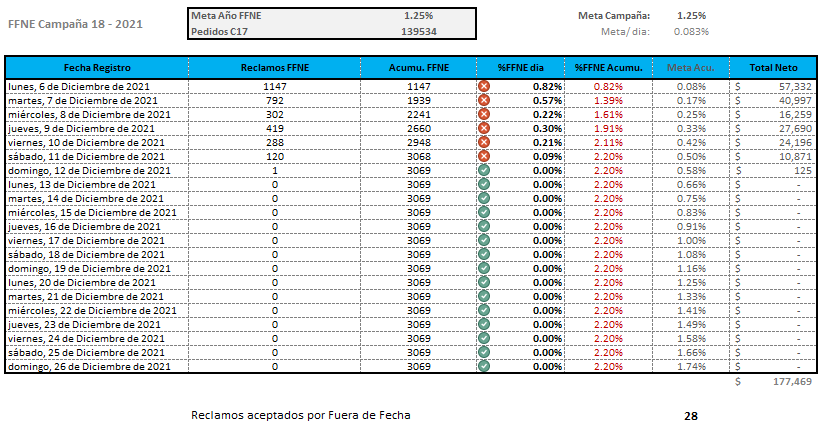 FFNE Campaña 18 - 2021
Meta Año FFNE 1.25% Meta Campaña: 1.25%
Pedidos C17 139534 Meta/ dia: 0.083%
Fecha Registro Reclamos FFNE Acumu. FFNE %FFNE dia %FFNE Acumu. Meta Acu. Total Neto
lunes, 6 de Diciembre de 2021 1147 1147 0.82% 0.82% 0.08% $ 57,332
martes, 7 de Diciembre de 2021 792 1939 0.57% 1.39% 0.17% $ 40,997
miércoles, 8 de Diciembre de 2021 302 2241 0.22% 1.61% 0.25% $ 16,259
jueves, 9 de Diciembre de 2021 419 2660 0.30% 1.91% 0.33% $ 27,690
viernes, 10 de Diciembre de 2021 288 2948 0.21% 2.11% 0.42% $ 24,196
sábado, 11 de Diciembre de 2021 120 3068 0.09% 2.20% 0.50% $ 10,871
domingo, 12 de Diciembre de 2021 1 3069 0.00% 2.20% 0.58% $ 125
lunes, 13 de Diciembre de 2021 0 3069 0.00% 2.20% 0.66% $ -
martes, 14 de Diciembre de 2021 0 3069 0.00% 2.20% 0.75% $ -
miércoles, 15 de Diciembre de 2021 0 3069 0.00% 2.20% 0.83% $ -
jueves, 16 de Diciembre de 2021 0 3069 0.00% 2.20% 0.91% $ -
viernes, 17 de Diciembre de 2021 0 3069 0.00% 2.20% 1.00% $ -
sábado, 18 de Diciembre de 2021 0 3069 0.00% 2.20% 1.08% $ -
domingo, 19 de Diciembre de 2021 0 3069 0.00% 2.20% 1.16% $ -
lunes, 20 de Diciembre de 2021 0 3069 0.00% 2.20% 1.25% $ -
martes, 21 de Diciembre de 2021 0 3069 0.00% 2.20% 1.33% $ -
miércoles, 22 de Diciembre de 2021 0 3069 0.00% 2.20% 1.41% $ -
jueves, 23 de Diciembre de 2021 0 3069 0.00% 2.20% 1.49% $ -
viernes, 24 de Diciembre de 2021 0 3069 0.00% 2.20% 1.58% $ -
sábado, 25 de Diciembre de 2021 0 3069 0.00% 2.20% 1.66% $ -
domingo, 26 de Diciembre de 2021 0 3069 0.00% 2.20% 1.74% $ -
$ 177,469
Reclamos aceptados por Fuera de Fecha 28